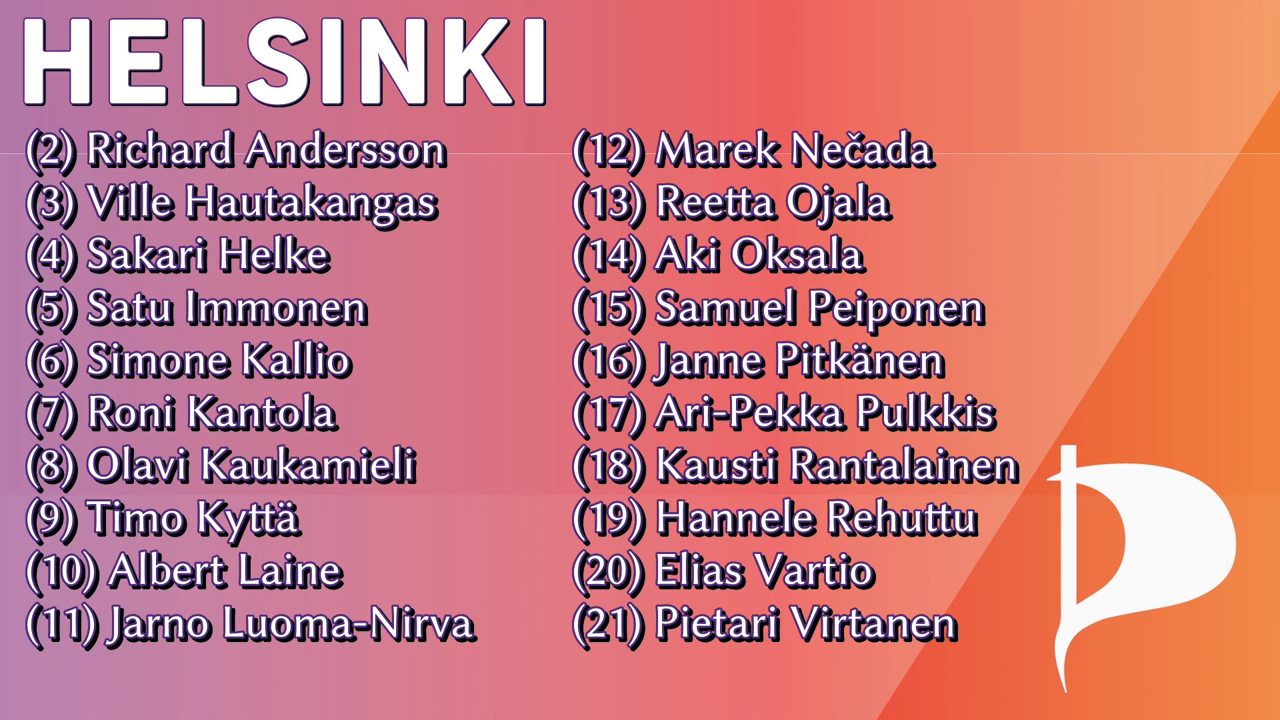 HELSINKI
(2) Richard Andersson
(3) Ville Hautakangas
(4) Sakari Helke
(5) Satu Immonen
(6) Simone Kallio
(7) Roni Kantola
(8) Olavi Kaukamieli
(9) Timo Kyttä
(10) Albert Laine
(11) Jarno Luoma-Nirva
(12) Marek Nečada
(13) Reetta Ojala
(14) Aki Oksala
(15) Samuel Peiponen
(16) Janne Pitkänen
(17) Ari-Pekka Pulkkis
(18) Kausti Rantalainen
(19) Hannele Rehuttu
(20) Elias Vartio
(21) Pietari Virtanen